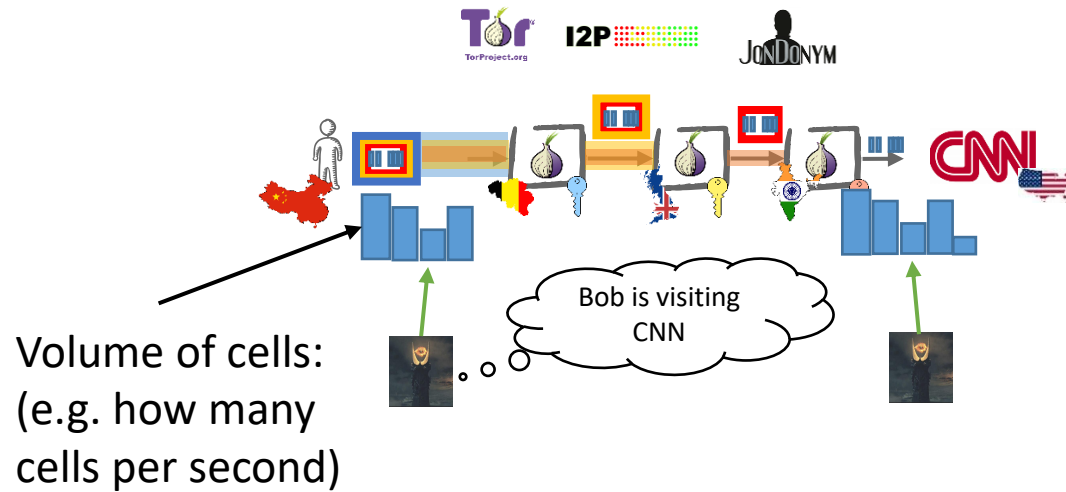 Tor
TorProject.org
I2P
JONDONYM
CNN
Bob is visiting
CNN
Volume of cells:
(e.g. how many
cells per second)